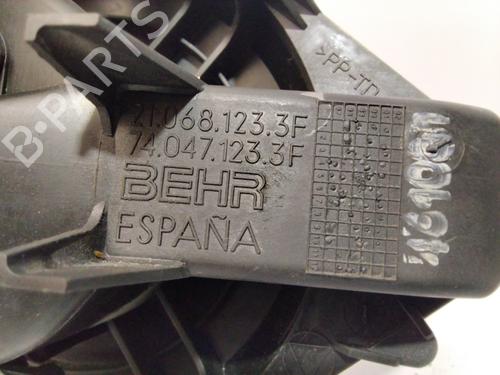 21.068.123.3F
74.047.123.3F
BEHR
ESPAÑA
>PP-TD
B-PARTS